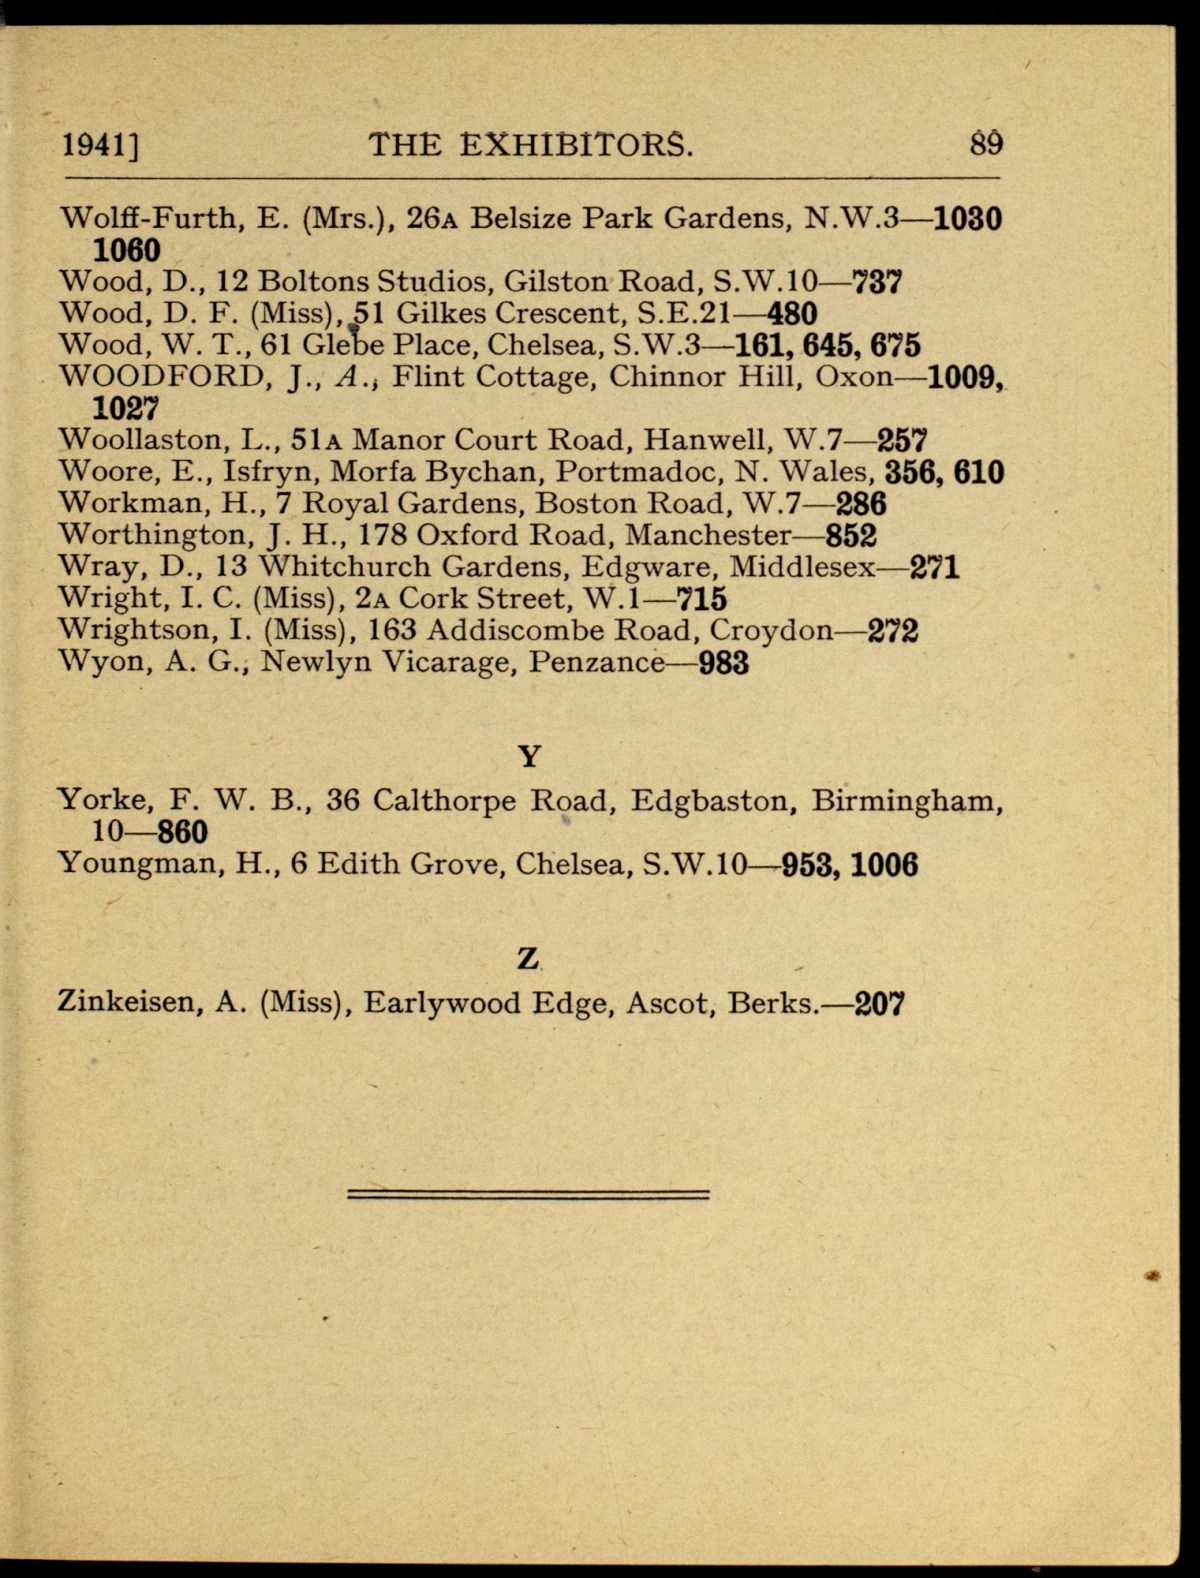 1941] THE EXHIBITORS. 89
Wolff-Furth, E. (Mrs.), 26A Belsize Park Gardens, N.W.3—1030
1060
Wood, D., 12 Boltons Studios, Gilston Road, S.W.10—737
Wood, D. F. (Miss), 51 Gilkes Crescent, S.E.21—480
Wood, W. T., 61 Glebe Place, Chelsea, S.W.3—161, 645, 675
WOODFORD, J., A., Flint Cottage, Chinnor Hill, Oxon—1009,
1027
Woollaston, L., 51A Manor Court Road, Hanwell, W.7—257
Woore, E., Isfryn, Morfa Bychan, Portmadoc, N. Wales, 356, 610
Workman, H., 7 Royal Gardens, Boston Road, W.7—286
Worthington, J. H., 178 Oxford Road, Manchester—852
Wray, D., 13 Whitchurch Gardens, Edgware, Middlesex—271
Wright, I. C. (Miss), 2A Cork Street, W.1—715
Wrightson, I. (Miss), 163 Addiscombe Road, Croydon—272
Wyon, A. G., Newlyn Vicarage, Penzance—983
Y
Yorke, F. W. B., 36 Calthorpe Road, Edgbaston, Birmingham,
10—860
Youngman, H., 6 Edith Grove, Chelsea, S.W.10—953, 1006
Z
Zinkeisen, A. (Miss), Earlywood Edge, Ascot, Berks.—207